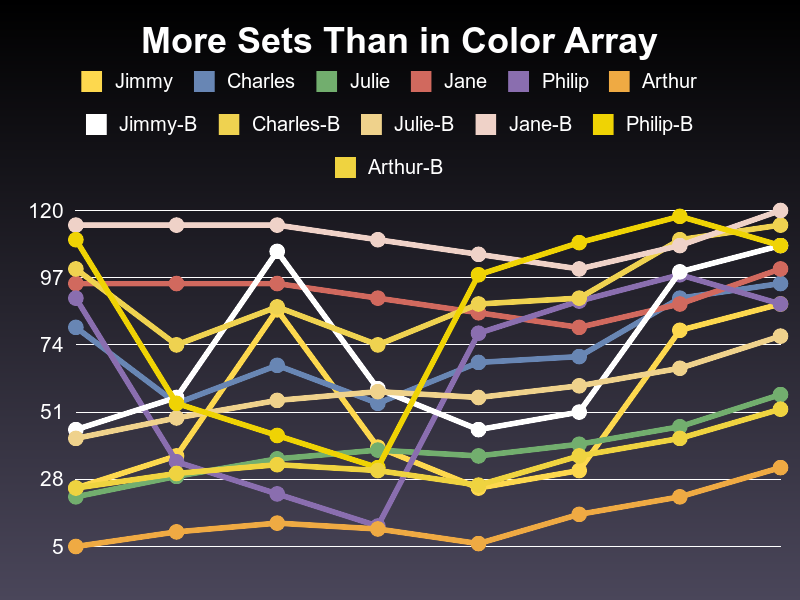 More Sets Than in Color Array
Jimmy Charles Julie Jane Philip Arthur
Jimmy-B Charles-B Julie-B Jane-B Philip-B
Arthur-B
120
97
74
51
28
5